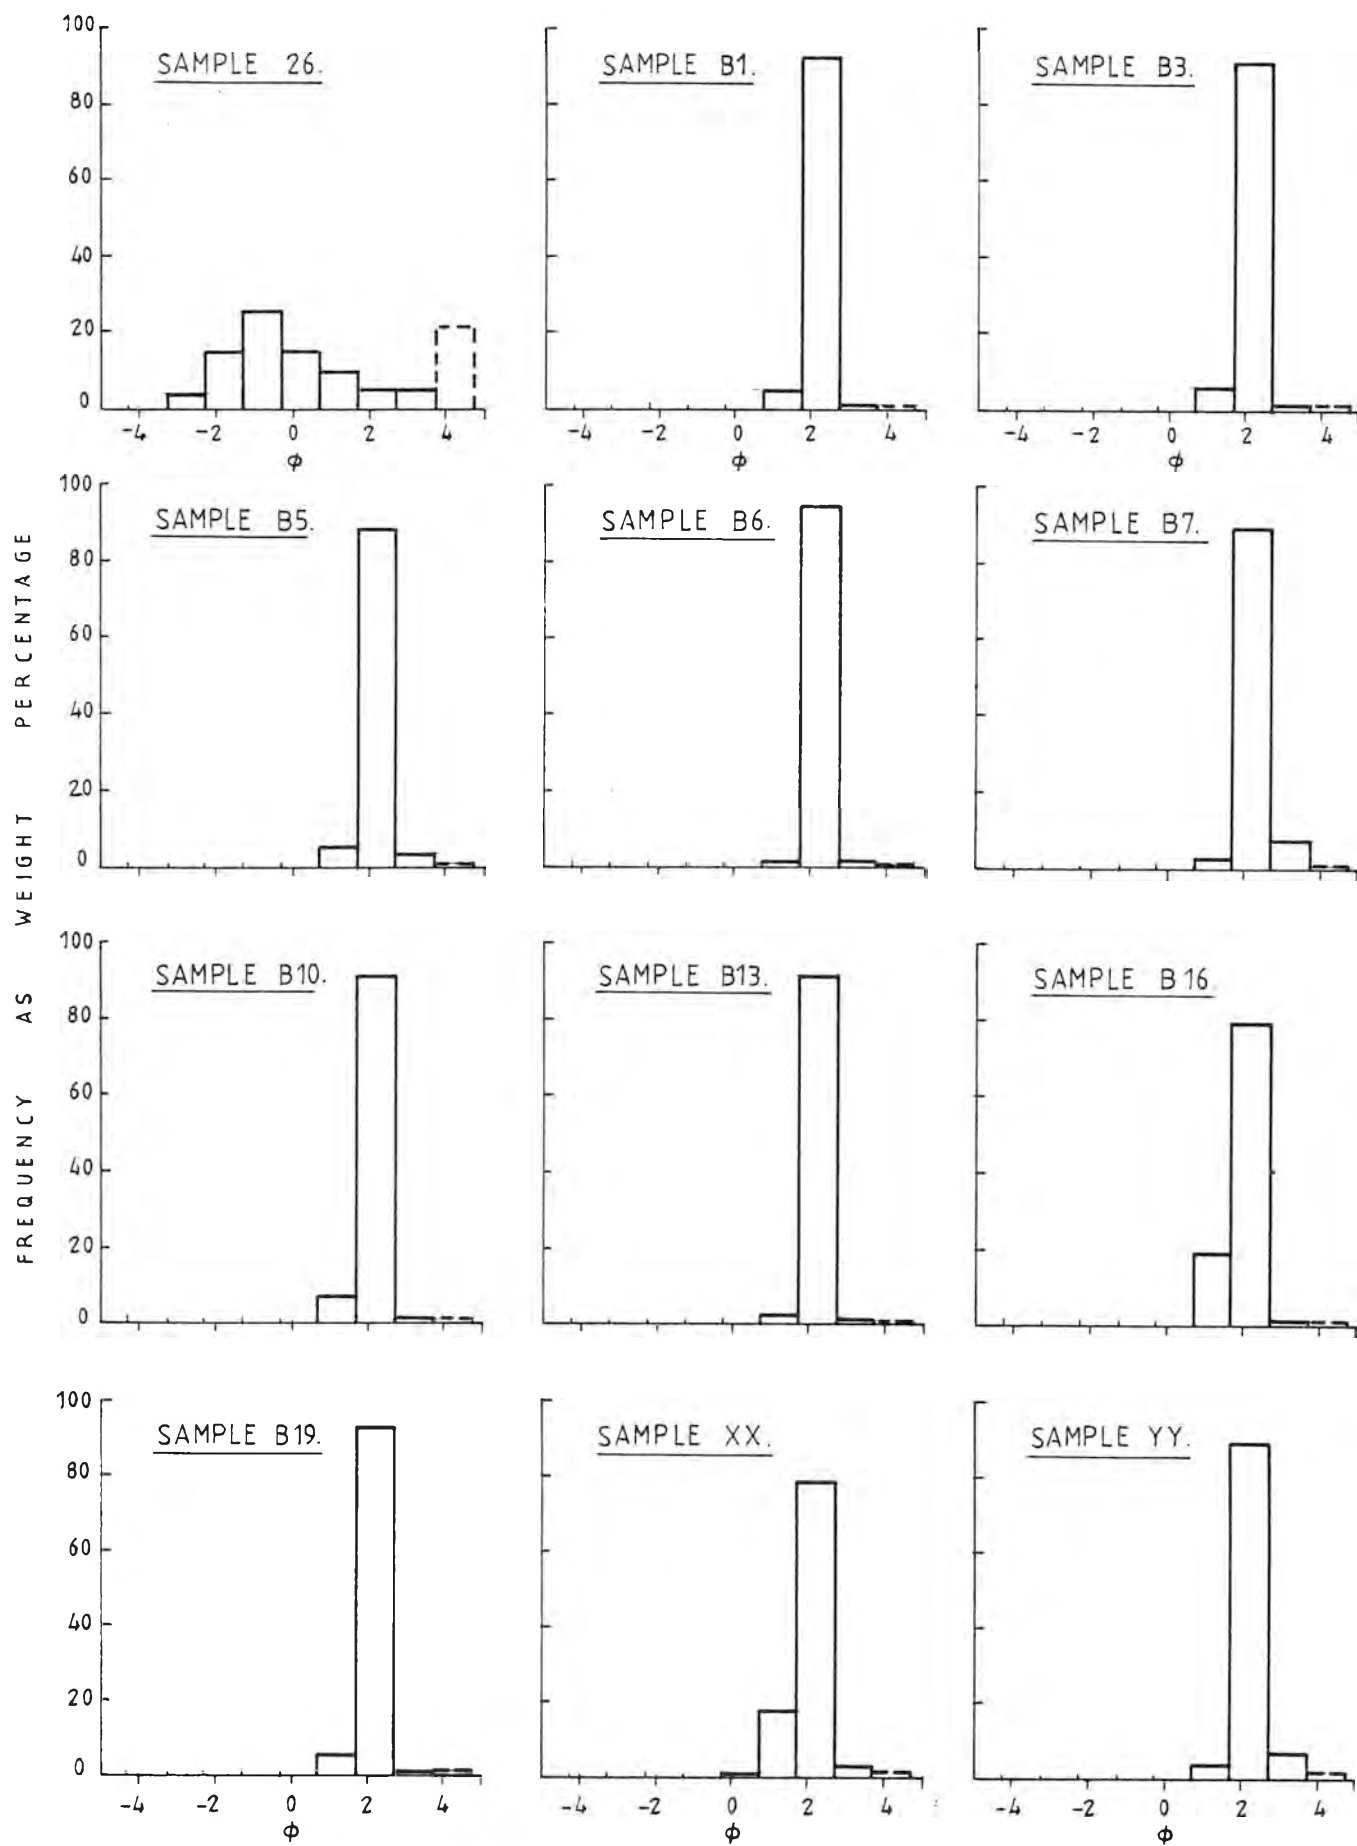 SAMPLE 26.
SAMPLE B1.
SAMPLE B3.
100
80
60
40
20
0
-4 -2 0 2 4
φ
-4 -2 0 2 4
φ
-4 -2 0 2 4
φ
SAMPLE B5.
SAMPLE B6.
SAMPLE B7.
100
80
60
40
20
0
FREQUENCY AS WEIGHT PERCENTAGE
SAMPLE B10.
SAMPLE B13.
SAMPLE B16.
100
80
60
40
20
0
SAMPLE B19.
SAMPLE XX.
SAMPLE YY.
100
80
60
40
20
0
-4 -2 0 2 4
φ
-4 -2 0 2 4
φ
-4 -2 0 2 4
φ